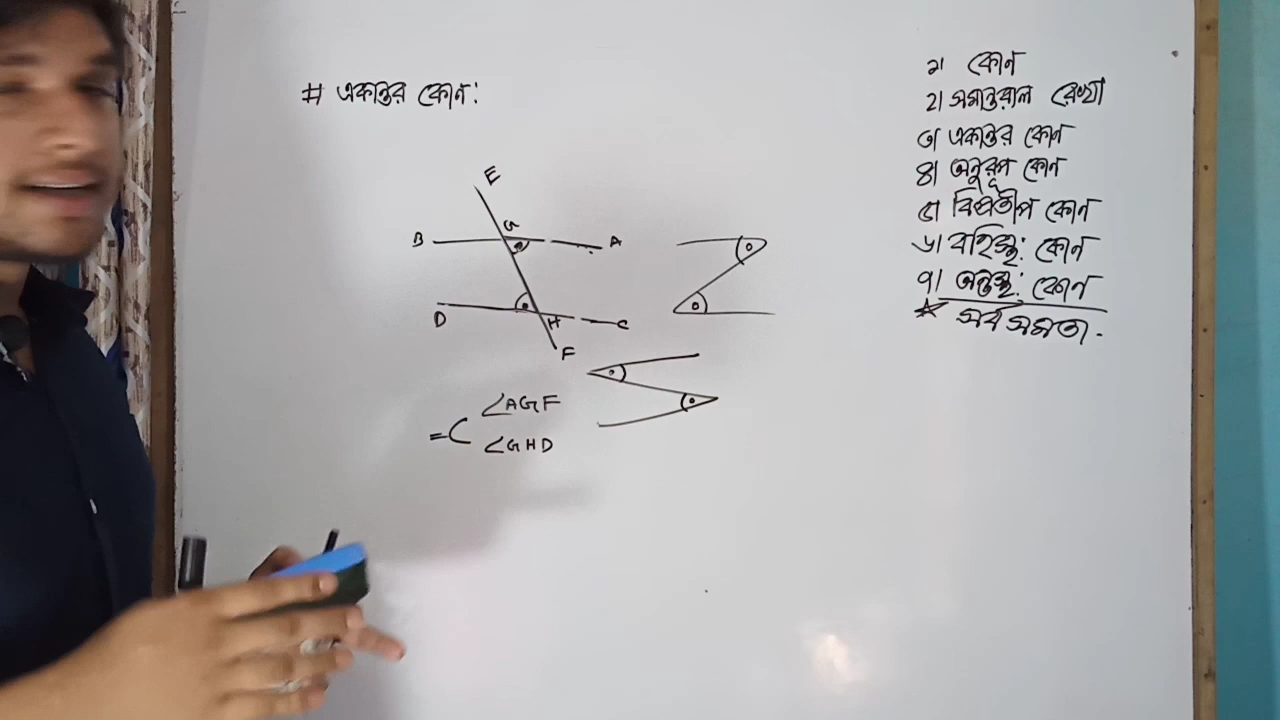 # একান্তর কোন:
E
G
B
A
D
H
C
F
∠AGF
=C
∠GHD
১। কোন
2। সমান্তরাল রেখা
৩। একান্তর কোন
৪। অনুরূপ কোন
৫। বিপ্রতীপ কোন
৬। বহিস্থ: কোন
৭। অন্তস্থ: কোন
* সর্বসমতা -